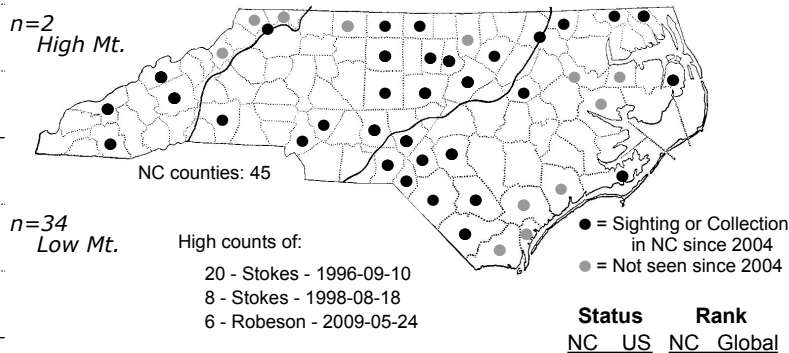 n=2
High Mt.
NC counties: 45
n=34
Low Mt.
High counts of:
20 - Stokes - 1996-09-10
8 - Stokes - 1998-08-18
6 - Robeson - 2009-05-24
= Sighting or Collection
in NC since 2004
= Not seen since 2004
Status Rank
NC US NC Global